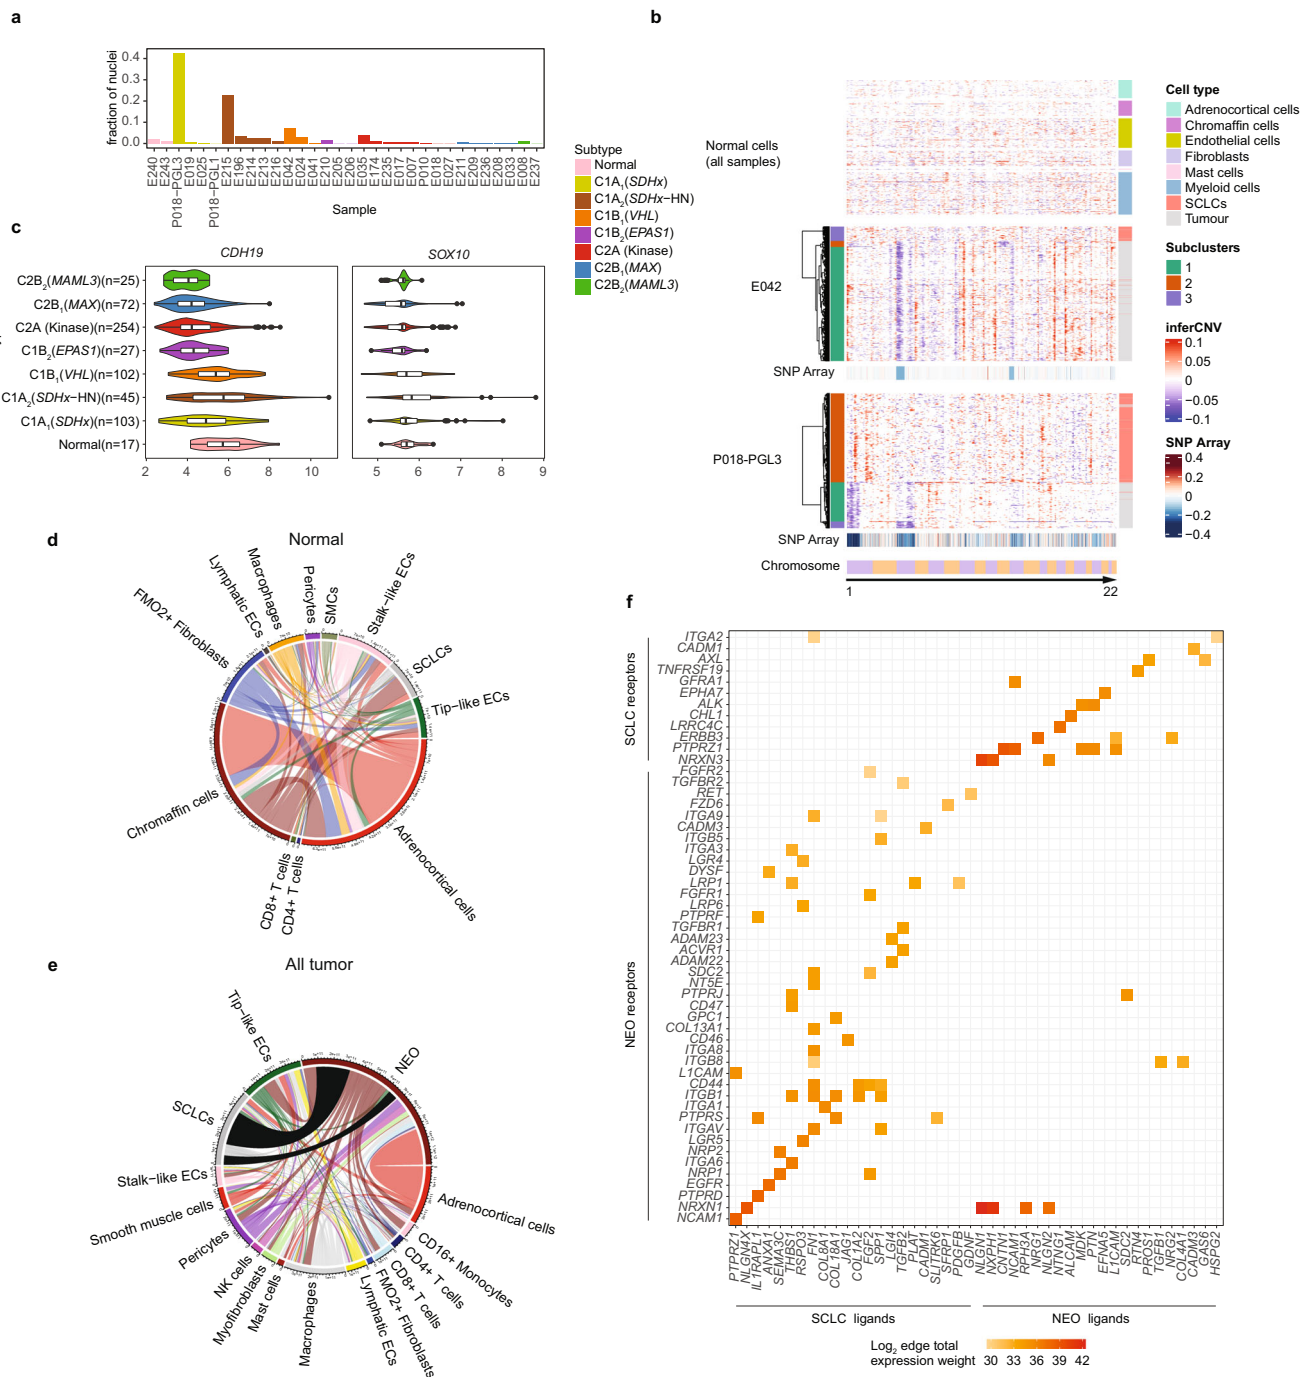 a
fraction of nuclei
0.4
0.3
0.2
0.1
0
E240
E243
P018−PGL3
E019
E025
P018−PGL1
E215
E196
E214
E213
E216
E042
E024
E041
E210
E205
E206
E035
E174
E235
E017
E007
P010
E018
E027
E211
E209
E236
E208
E033
E008
E237
Sample
Subtype
Normal
C1A1(SDHx)
C1A2(SDHx−HN)
C1B1(VHL)
C1B2(EPAS1)
C2A (Kinase)
C2B1(MAX)
C2B2(MAML3)
b
Normal cells
(all samples)
E042
SNP Array
P018-PGL3
SNP Array
Chromosome
1
22
Cell type
Adrenocortical cells
Chromaffin cells
Endothelial cells
Fibroblasts
Mast cells
Myeloid cells
SCLCs
Tumour
Subclusters
1
2
3
inferCNV
0.1
0.05
0
−0.05
−0.1
SNP Array
0.4
0.2
0
−0.2
−0.4
c
CDH19
SOX10
C2B2(MAML3)(n=25)
C2B1(MAX)(n=72)
C2A (Kinase)(n=254)
C1B2(EPAS1)(n=27)
C1B1(VHL)(n=102)
C1A2(SDHx−HN)(n=45)
C1A1(SDHx)(n=103)
Normal(n=17)
2 4 6 8 10
5 6 7 8 9
d
Normal
FMO2+ Fibroblasts
Lymphatic ECs
Macrophages
Pericytes
SMCs
Stalk−like ECs
SCLCs
Tip−like ECs
Adrenocortical cells
CD4+ T cells
CD8+ T cells
Chromaffin cells
e
All tumor
Tip−like ECs
NEO
SCLCs
Stalk−like ECs
Smooth muscle cells
Pericytes
NK cells
Myofibroblasts
Mast cells
Macrophages
Lymphatic ECs
FMO2+ Fibroblasts
CD8+ T cells
CD4+ T cells
CD16+ Monocytes
Adrenocortical cells
f
SCLC receptors
ITGA2
CADM1
AXL
TNFRSF19
GFRA1
EPHA7
ALK
CHL1
LRRC4C
ERBB3
PTPRZ1
NRXN3
NEO receptors
FGFR2
TGFBR2
RET
FZD6
ITGA9
CADM3
ITGB5
ITGA3
LGR4
DYSF
LRP1
FGFR1
LRP6
PTPRF
TGFBR1
ADAM23
ACVR1
ADAM22
SDC2
NT5E
PTPRJ
CD47
GPC1
COL13A1
CD46
ITGA8
ITGB8
L1CAM
CD44
ITGB1
ITGA1
PTPRS
ITGAV
LGR5
NRP2
ITGA6
NRP1
EGFR
PTPRD
NRXN1
NCAM1
PTPRZ1
NLGN4X
IL1RAPL1
ANXA1
SEMA3C
THBS1
RSPO3
FN1
COL8A1
COL18A1
JAG1
COL1A2
FGF2
SPP1
LGI4
TGFB2
PLAT
CADM1
SLITRK6
SFRP1
PDGFB
GDNF
NLGN1
NXPH1
CNTN1
NCAM1
RPH3A
NRG1
NLGN2
NTNG1
ALCAM
MDK
PTN
EFNA5
L1CAM
SDC2
NRG2
RTN4
PROS1
TGFB1
COL4A1
CADM3
GAS6
HSPG2
SCLC ligands
NEO ligands
Log2 edge total
expression weight
30 33 36 39 42